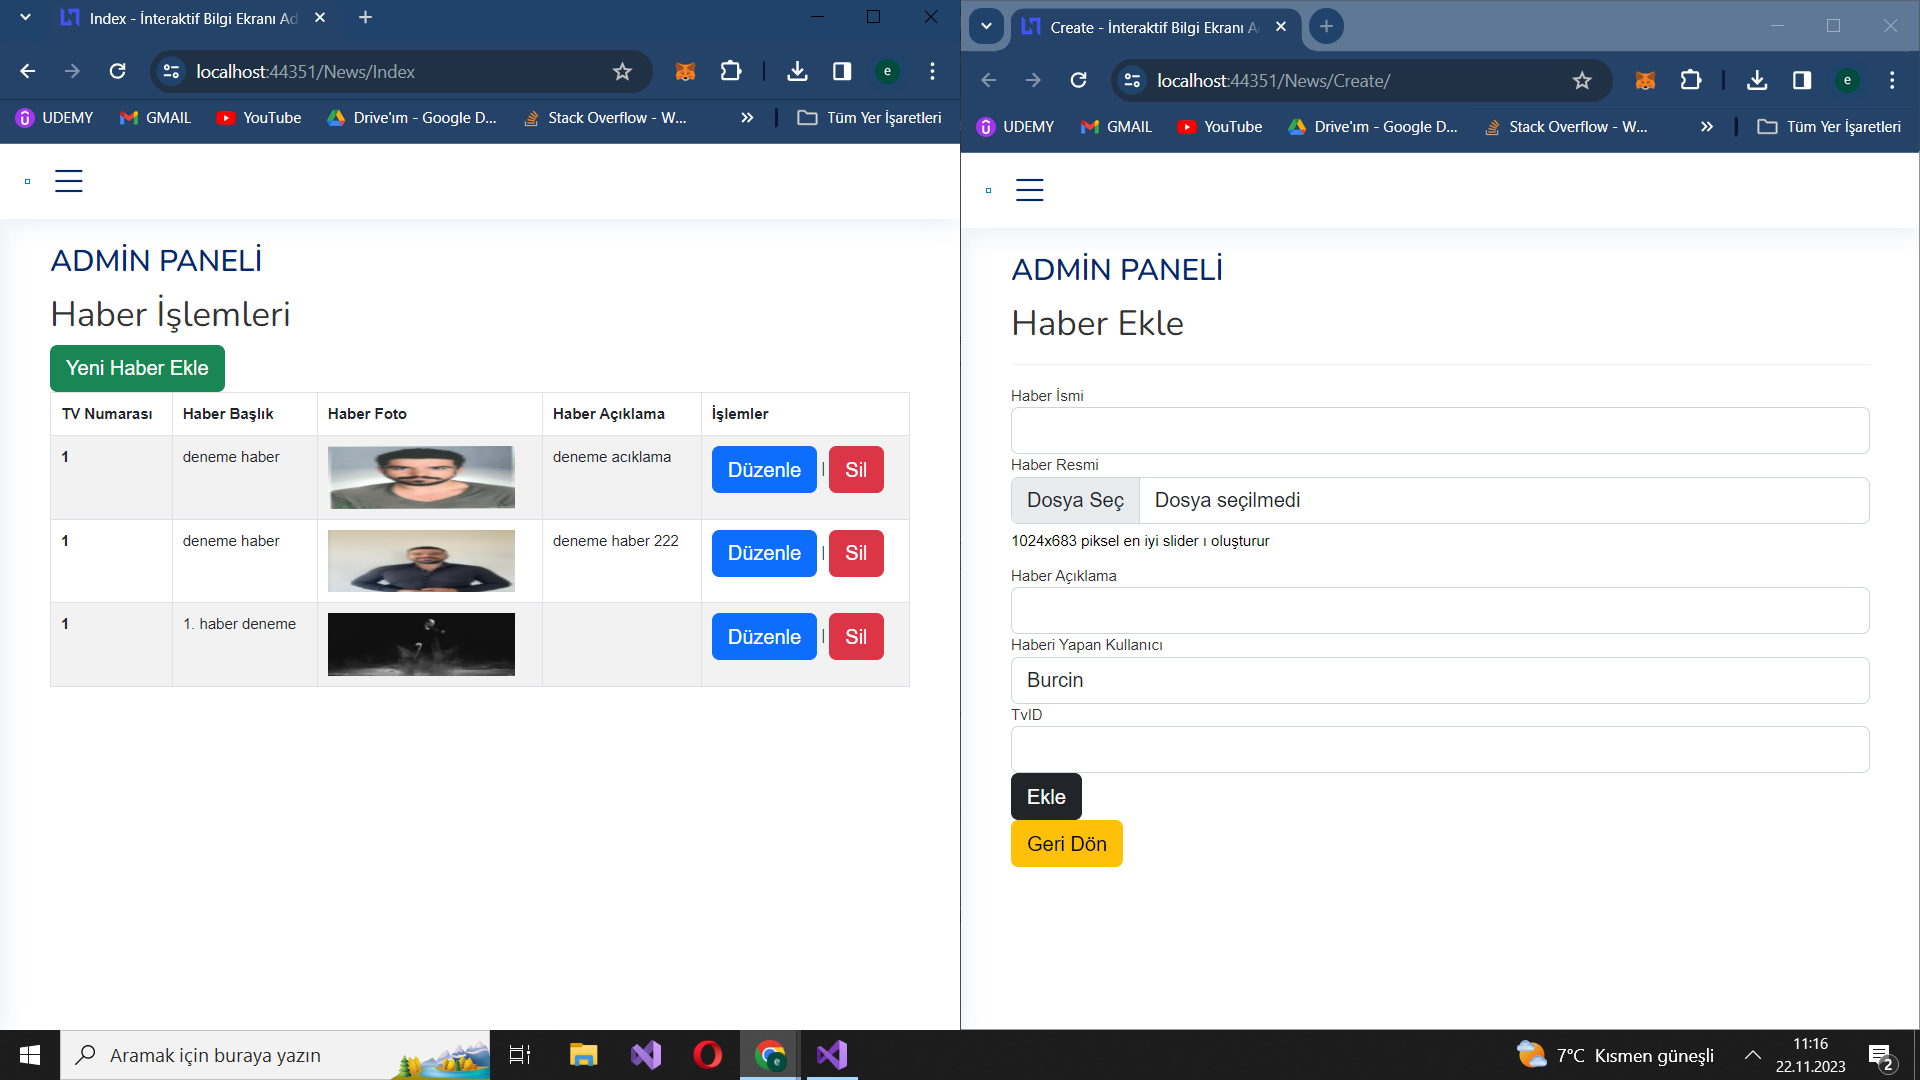 Index - İnteraktif Bilgi Ekranı Ad
localhost:44351/News/Index
e
UDEMY
GMAIL
YouTube
Drive'ım - Google D...
Stack Overflow - W...
Tüm Yer İşaretleri
ADMİN PANELİ
Haber İşlemleri
Yeni Haber Ekle
TV Numarası Haber Başlık Haber Foto Haber Açıklama İşlemler
1 deneme haber deneme acıklama Düzenle | Sil
1 deneme haber deneme haber 222 Düzenle | Sil
1 1. haber deneme Düzenle | Sil
Create - İnteraktif Bilgi Ekranı A
localhost:44351/News/Create/
e
UDEMY
GMAIL
YouTube
Drive'ım - Google D...
Stack Overflow - W...
Tüm Yer İşaretleri
ADMİN PANELİ
Haber Ekle
Haber İsmi
Haber Resmi
Dosya Seç Dosya seçilmedi
1024x683 piksel en iyi slider ı oluşturur
Haber Açıklama
Haberi Yapan Kullanıcı
Burcin
TvID
Ekle
Geri Dön
Aramak için buraya yazın
e
7°C Kısmen güneşli
11:16
22.11.2023
2